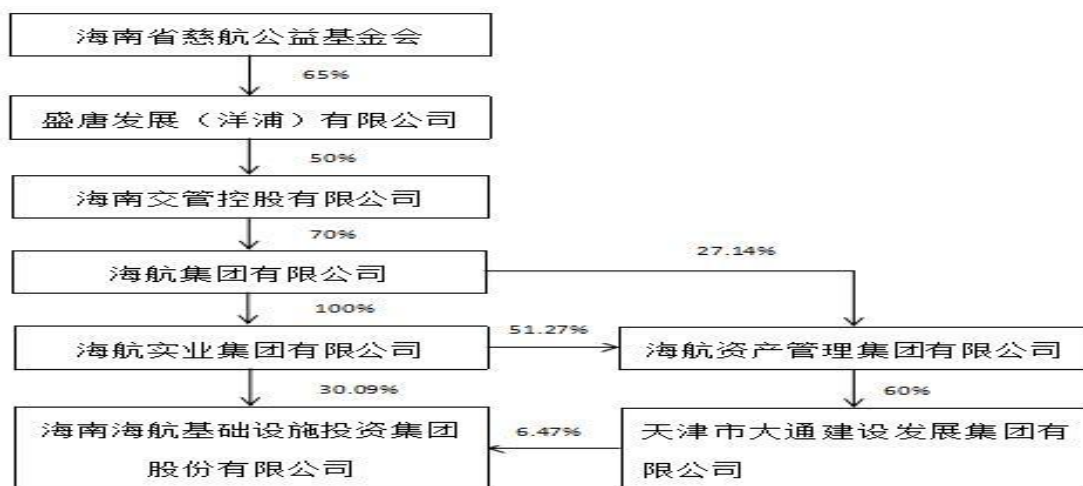 海南省慈航公益基金会
65%
盛唐发展（洋浦）有限公司
50%
海南交管控股有限公司
70%
海航集团有限公司
27.14%
100%
海航实业集团有限公司
51.27%
海航资产管理集团有限公司
30.09%
60%
海南海航基础设施投资集团
股份有限公司
6.47%
天津市大通建设发展集团有
限公司